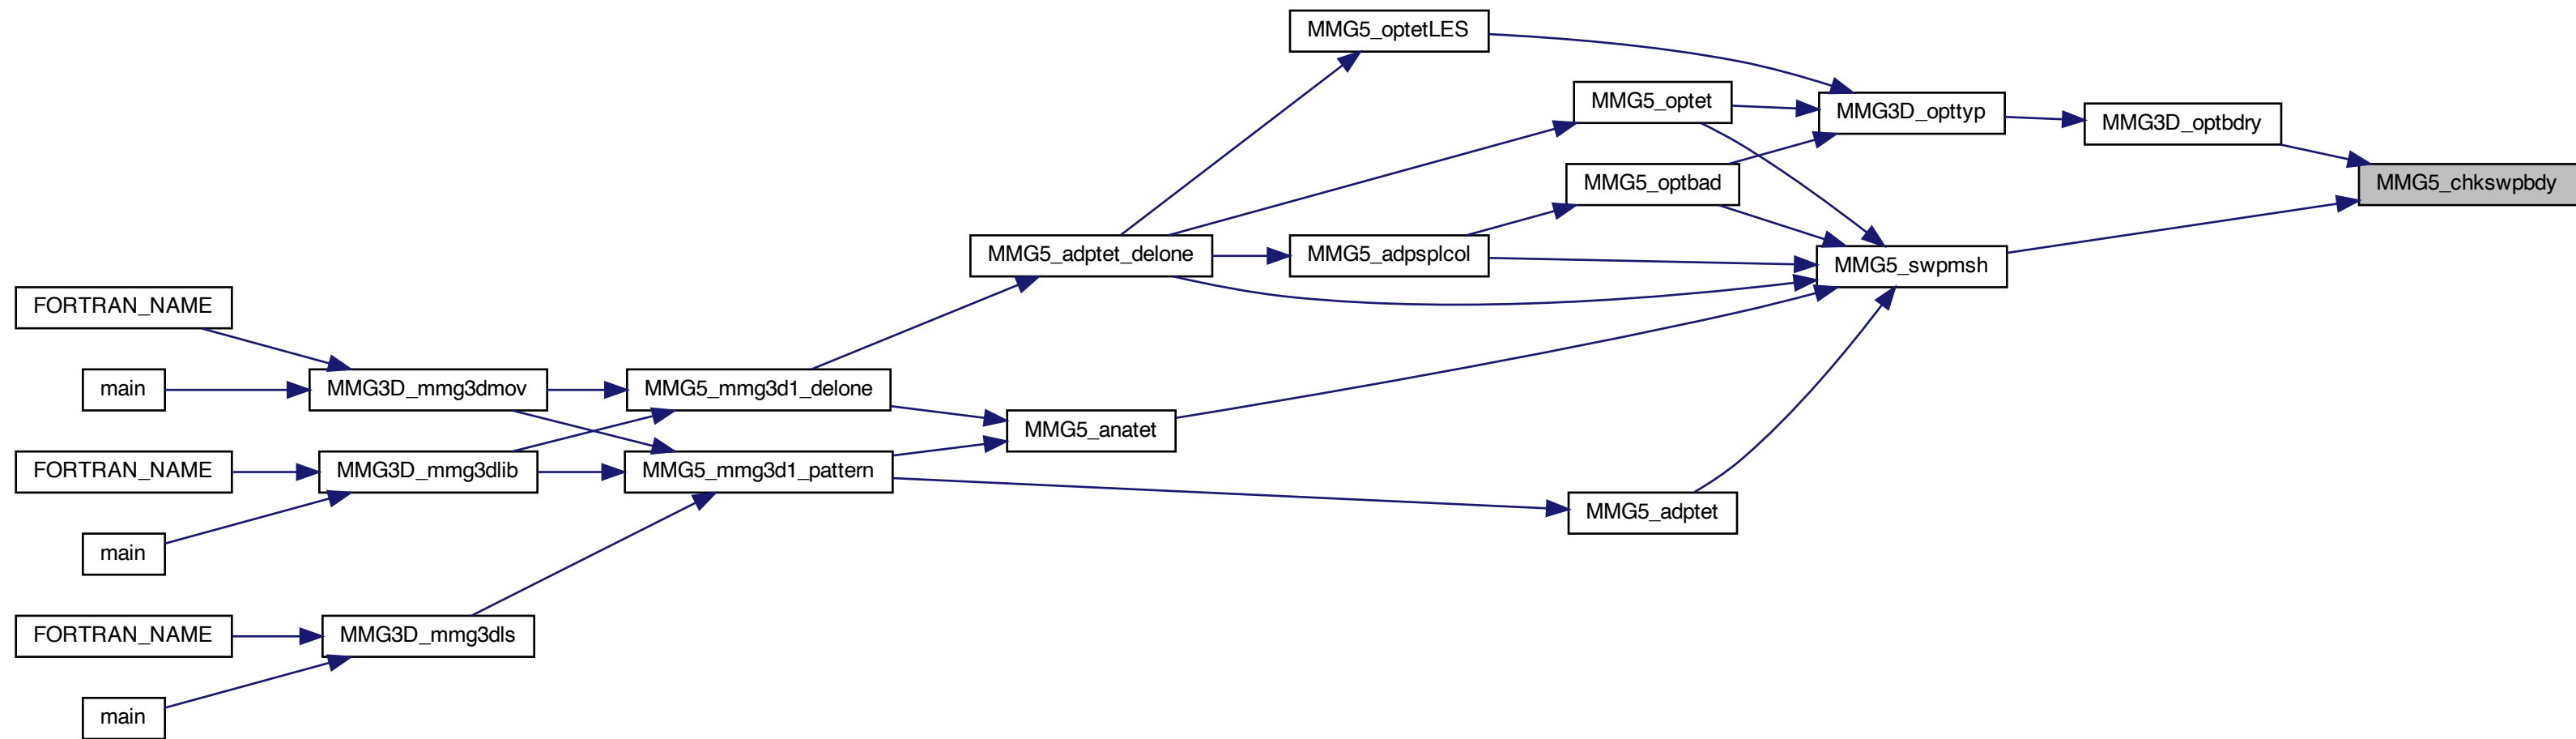 MMG5_optetLES
MMG5_optet
MMG3D_opttyp
MMG3D_optbdry
MMG5_chkswpbdy
MMG5_optbad
MMG5_adptet_delone
MMG5_adpsplcol
MMG5_swpmsh
FORTRAN_NAME
main
MMG3D_mmg3dmov
MMG5_mmg3d1_delone
MMG5_anatet
FORTRAN_NAME
MMG3D_mmg3dlib
MMG5_mmg3d1_pattern
MMG5_adptet
main
FORTRAN_NAME
MMG3D_mmg3dls
main